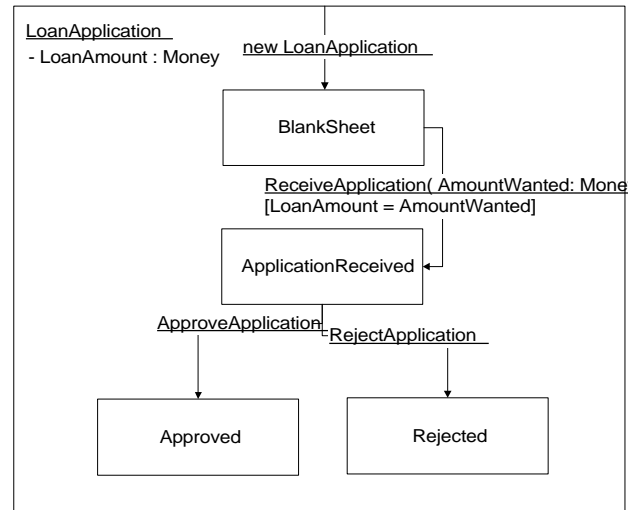 LoanApplication
- LoanAmount : Money
new LoanApplication
BlankSheet
ReceiveApplication( AmountWanted: Mone
[LoanAmount = AmountWanted]
ApplicationReceived
ApproveApplication
RejectApplication
Approved
Rejected